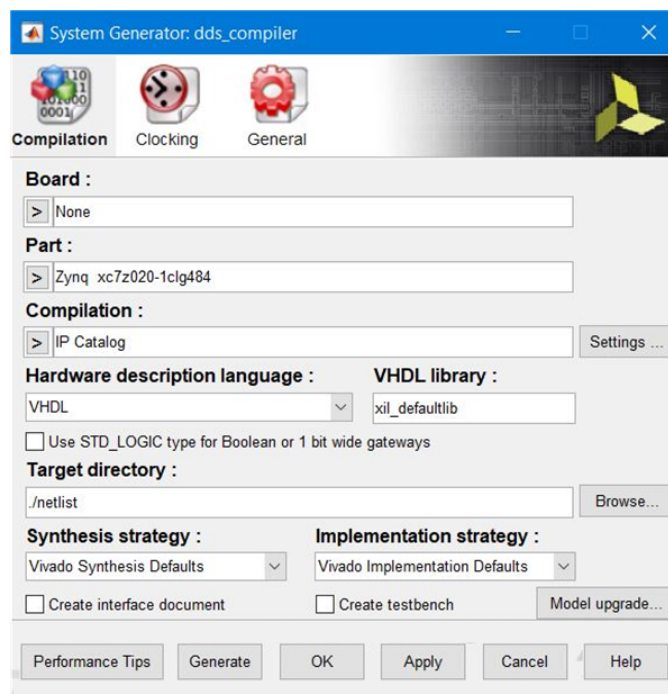 System Generator: dds_compiler
Compilation Clocking General
Board :
> None
Part :
> Zynq xc7z020-1clg484
Compilation :
> IP Catalog Settings ...
Hardware description language : VHDL library :
VHDL xil_defaultlib
Use STD_LOGIC type for Boolean or 1 bit wide gateways
Target directory :
./netlist Browse...
Synthesis strategy : Implementation strategy :
Vivado Synthesis Defaults Vivado Implementation Defaults
Create interface document Create testbench Model upgrade...
Performance Tips Generate OK Apply Cancel Help